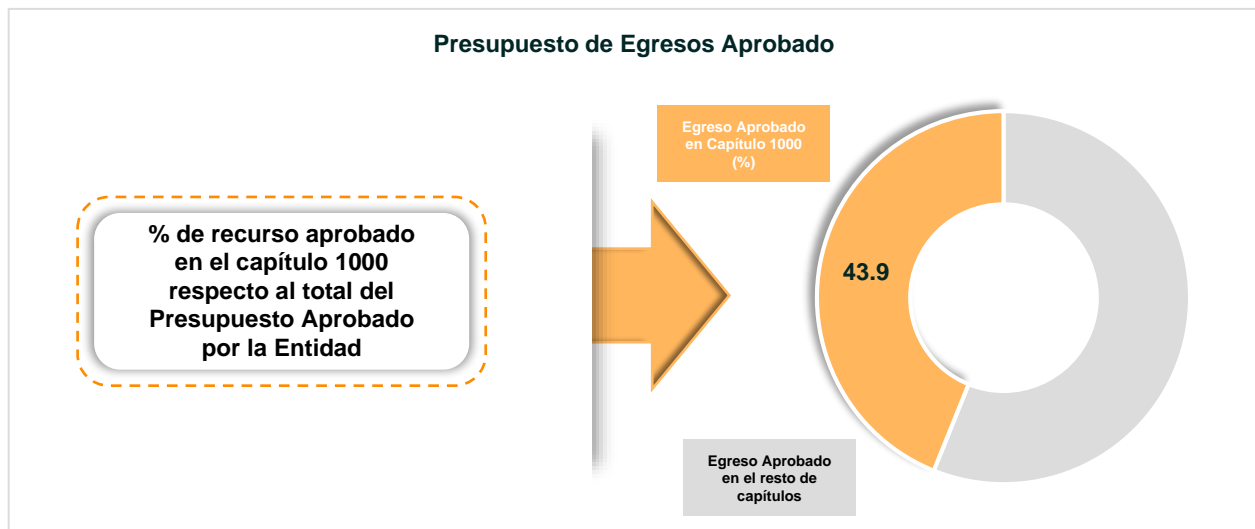 Presupuesto de Egresos Aprobado
Egreso Aprobado
en Capítulo 1000
(%)
% de recurso aprobado
en el capítulo 1000
respecto al total del
Presupuesto Aprobado
por la Entidad
43.9
Egreso Aprobado
en el resto de
capítulos